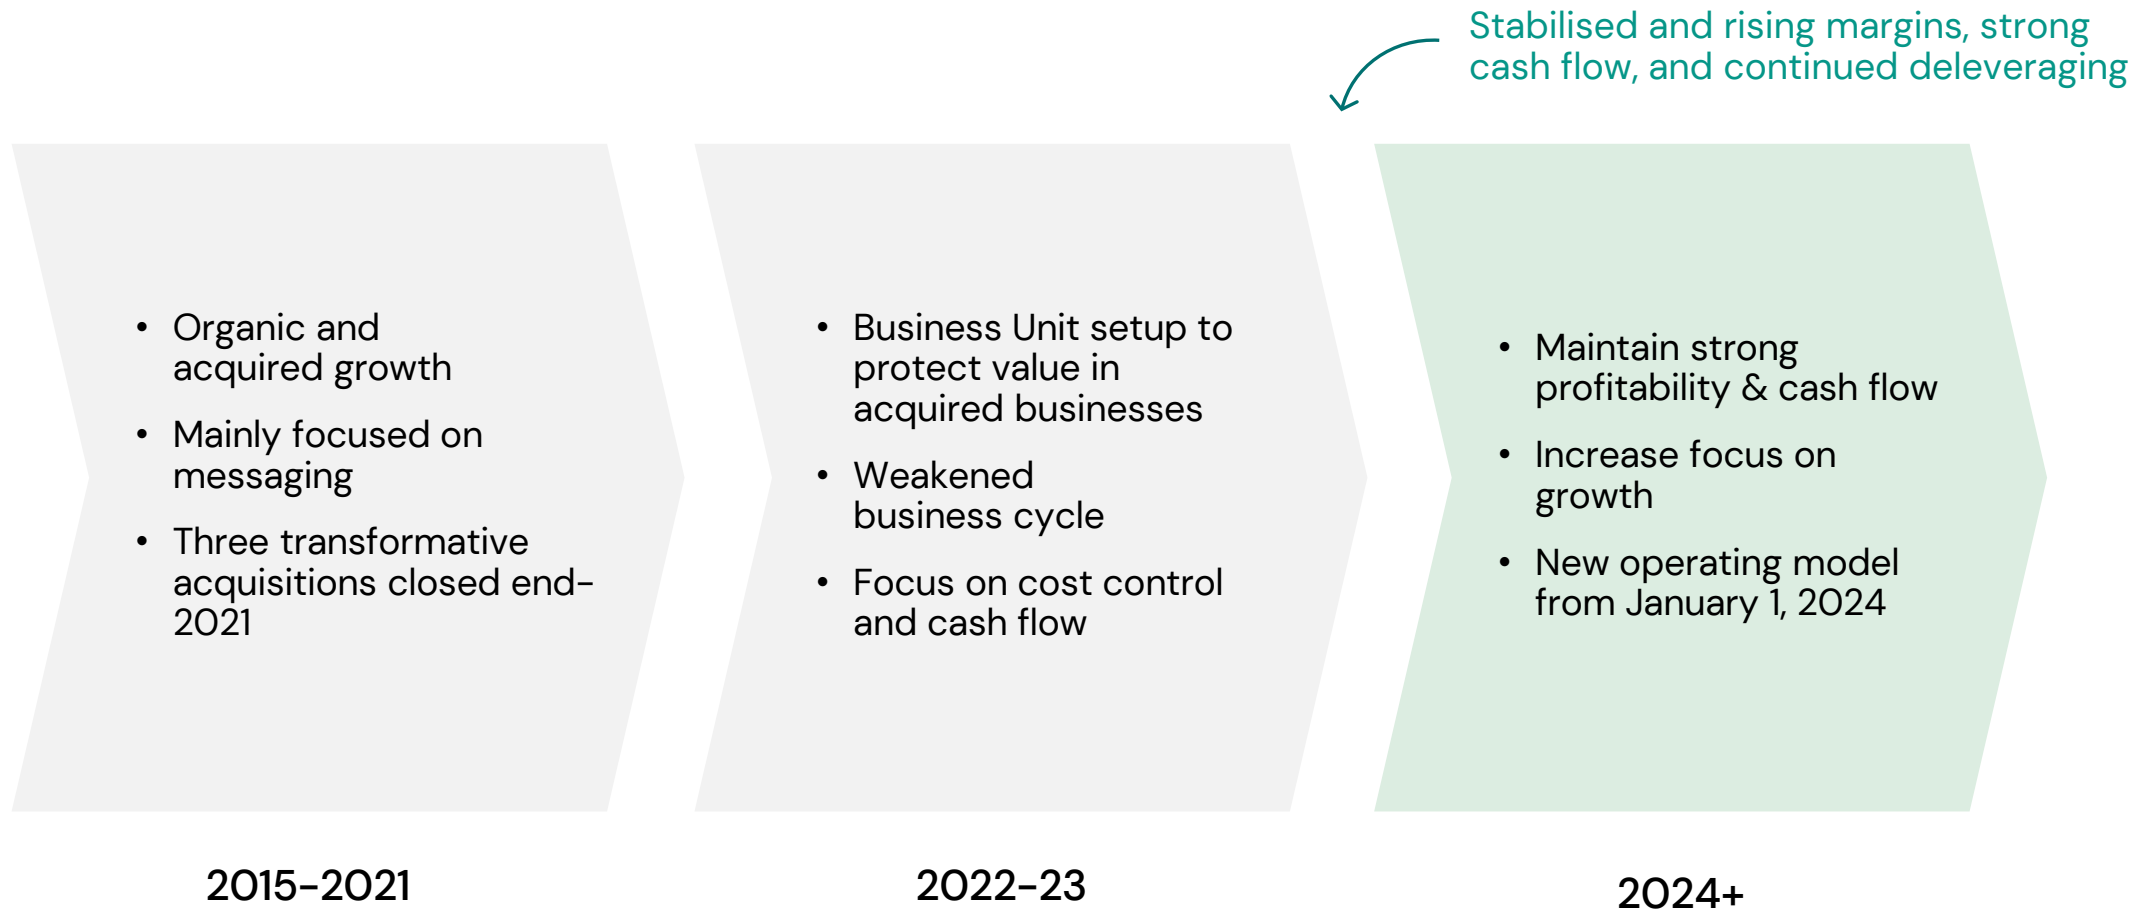 Stabilised and rising margins, strong
cash flow, and continued deleveraging
• Organic and
acquired growth
• Mainly focused on
messaging
• Three transformative
acquisitions closed end-
2021
• Business Unit setup to
protect value in
acquired businesses
• Weakened
business cycle
• Focus on cost control
and cash flow
• Maintain strong
profitability & cash flow
• Increase focus on
growth
• New operating model
from January 1, 2024
2015-2021
2022-23
2024+